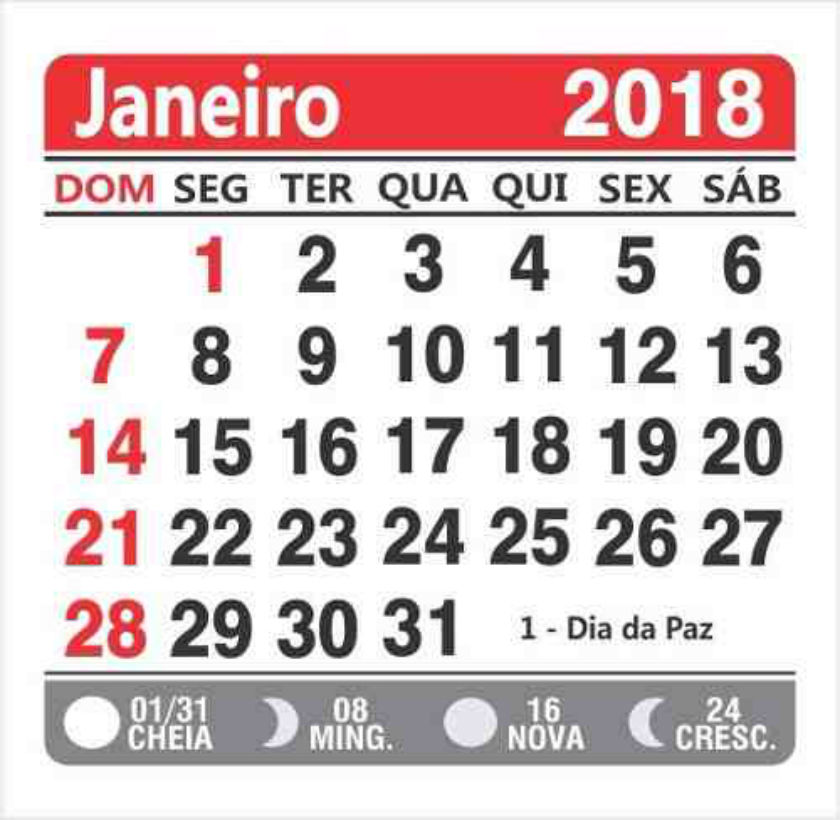 Janeiro 2018
DOM SEG TER QUA QUI SEX SÁB
1 2 3 4 5 6
7 8 9 10 11 12 13
14 15 16 17 18 19 20
21 22 23 24 25 26 27
28 29 30 31 1 - Dia da Paz
01/31 08 16 24
CHEIA MING. NOVA CRESC.